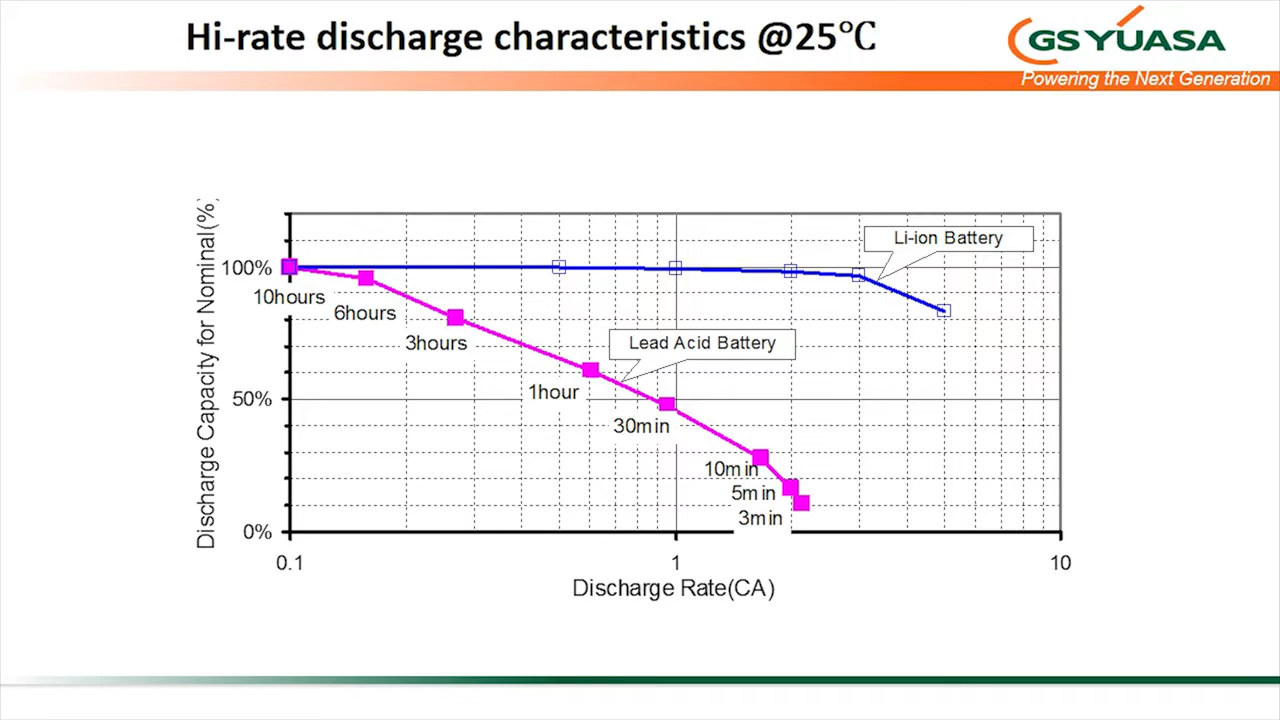 Hi-rate discharge characteristics @25℃
GS YUASA
Powering the Next Generation
Discharge Capacity for Nominal(%)
100%
50%
0%
Li-ion Battery
Lead Acid Battery
10hours
6hours
3hours
1hour
30min
10min
5min
3min
0.1
1
10
Discharge Rate(CA)